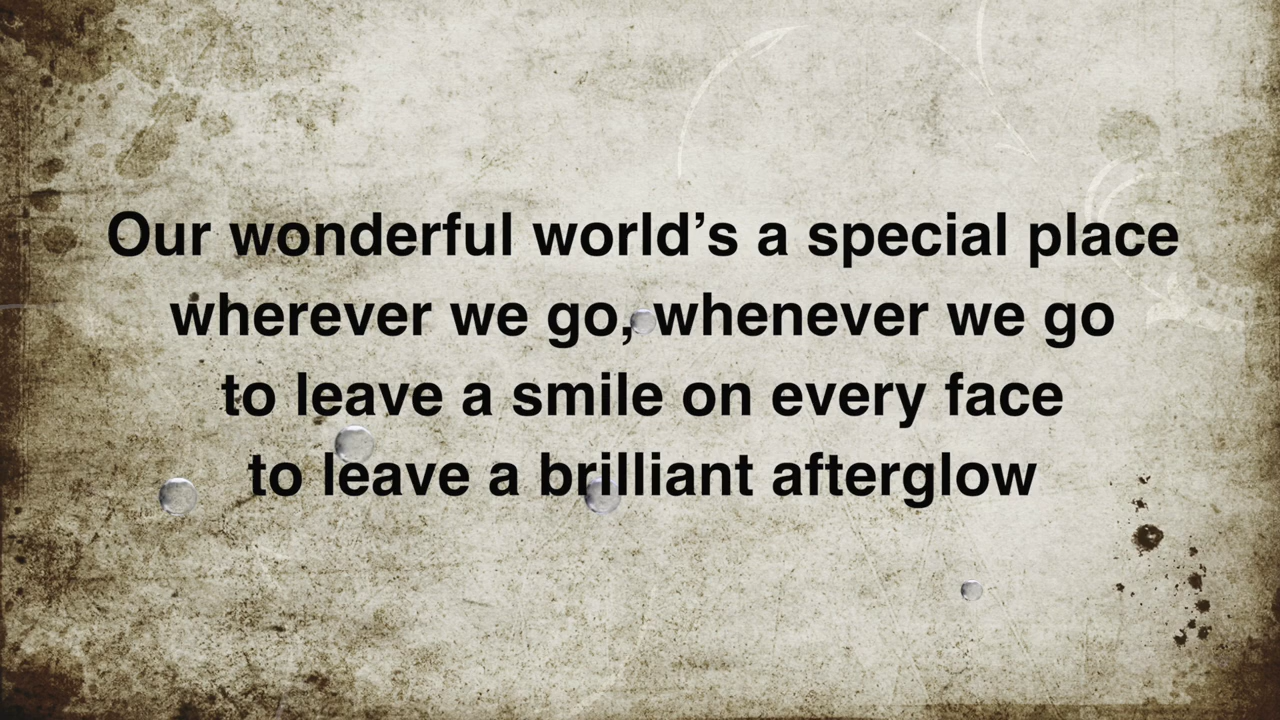 Our wonderful world’s a special place
wherever we go, whenever we go
to leave a smile on every face
to leave a brilliant afterglow